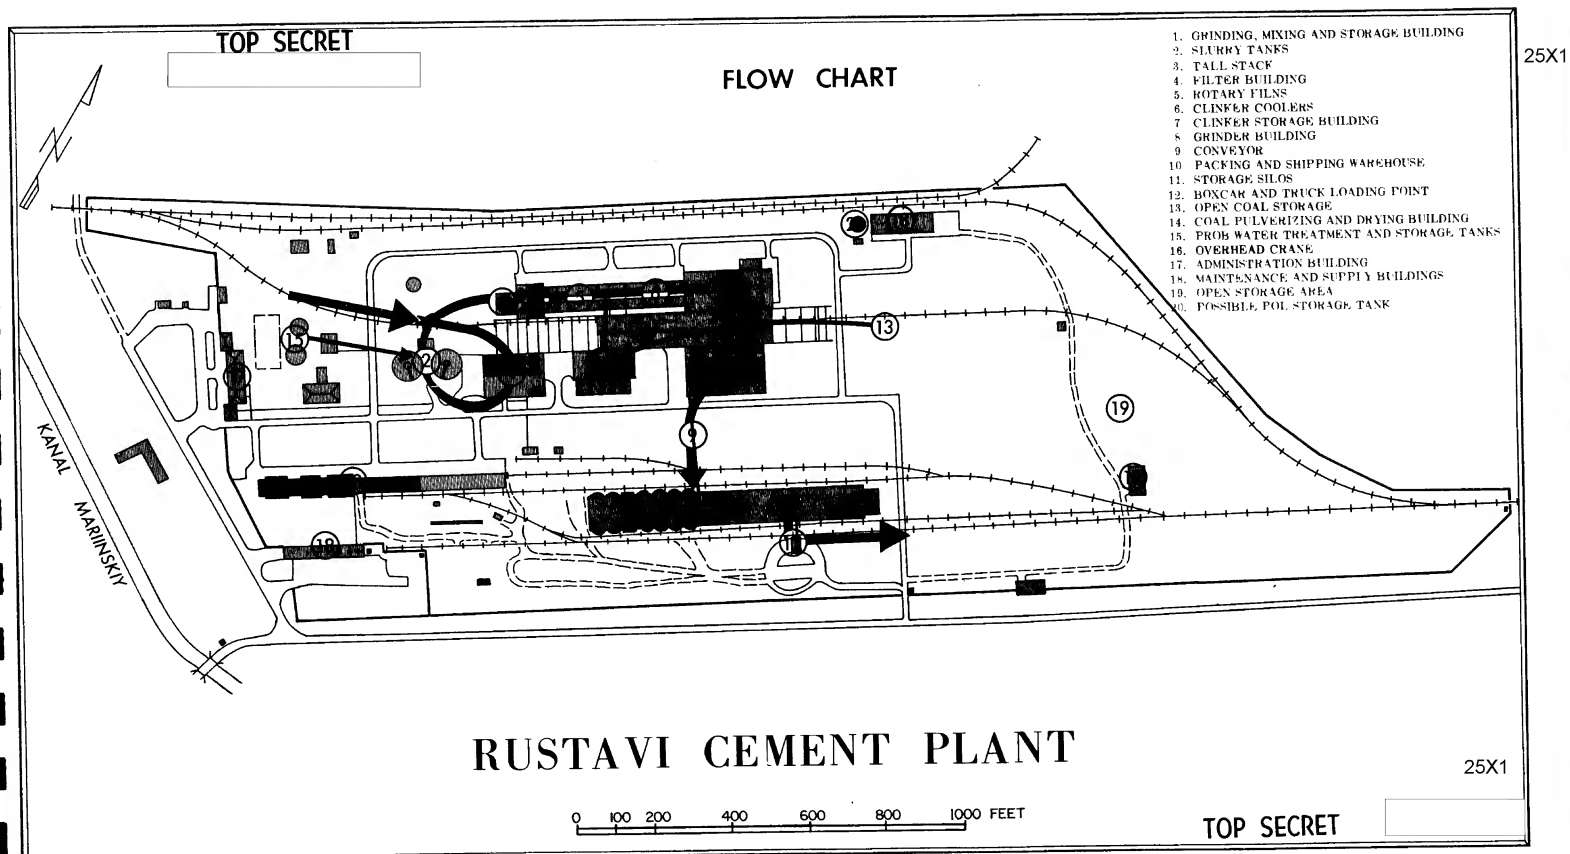 TOP SECRET
FLOW CHART
25X1
1. GRINDING, MIXING AND STORAGE BUILDING
2. SLURRY TANKS
3. TALL STACK
4. FILTER BUILDING
5. ROTARY FILNS
6. CLINKER COOLERS
7 CLINKER STORAGE BUILDING
8 GRINDER BUILDING
9 CONVEYOR
10 PACKING AND SHIPPING WAREHOUSE
11. STORAGE SILOS
12. BOXCAR AND TRUCK LOADING POINT
13. OPEN COAL STORAGE
14. COAL PULVERIZING AND DRYING BUILDING
15. PROB WATER TREATMENT AND STORAGE TANKS
16. OVERHEAD CRANE
17. ADMINISTRATION BUILDING
18. MAINTENANCE AND SUPPLY BUILDINGS
19. OPEN STORAGE AREA
20. POSSIBLE POL STORAGE TANK
N
15
2
13
19
9
18
KANAL MARIINSKIY
RUSTAVI CEMENT PLANT
25X1
0 100 200 400 600 800 1000 FEET
TOP SECRET